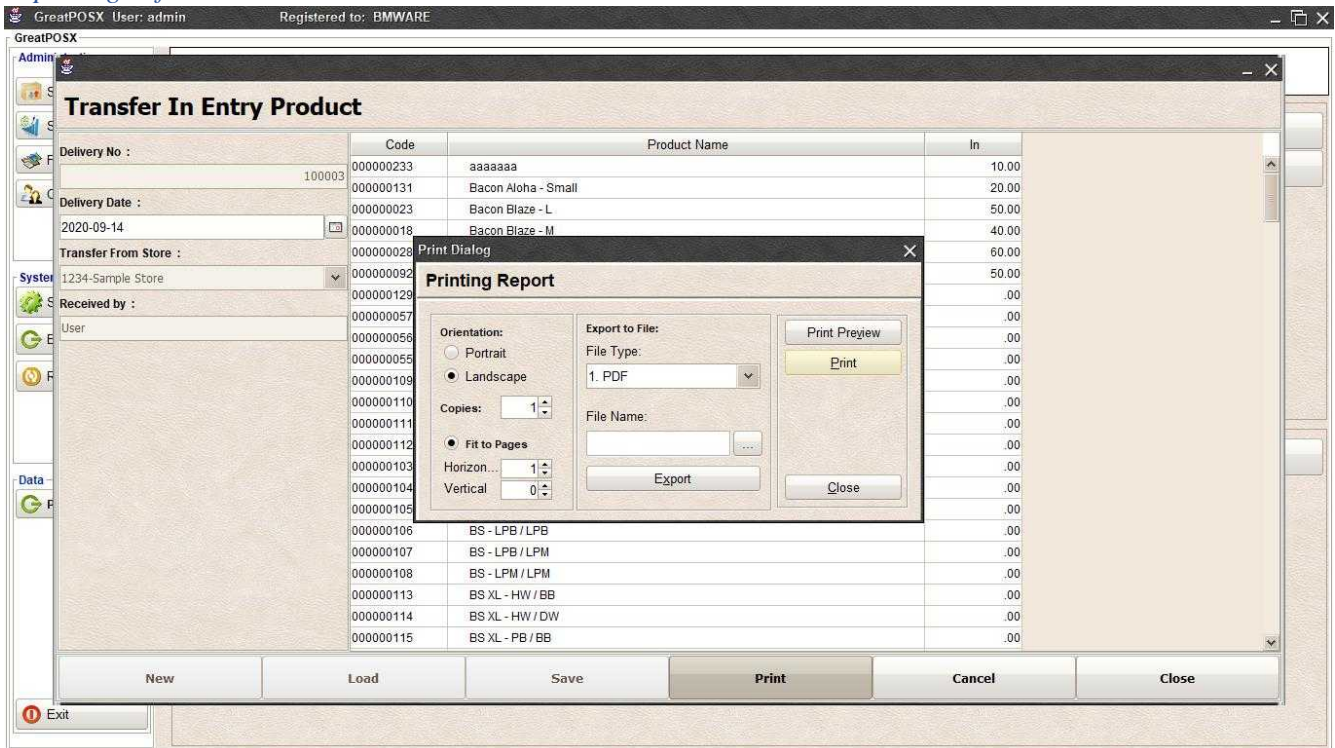 GreatPOSX User: admin Registered to: BMWARE
GreatPOSX
Admin
Transfer In Entry Product
Delivery No :
100003
Delivery Date :
2020-09-14
Transfer From Store :
1234-Sample Store
Received by :
User
Syste
Data
Exit
Code Product Name In
000000233 aaaaaaa 10.00
000000131 Bacon Aloha - Small 20.00
000000023 Bacon Blaze - L 50.00
000000018 Bacon Blaze - M 40.00
000000028 60.00
000000092 50.00
000000129 .00
000000057 .00
000000056 .00
000000055 .00
000000109 .00
000000110 .00
000000111 .00
000000112 .00
000000103 .00
000000104 .00
000000105 .00
000000106 BS - LPB / LPB .00
000000107 BS - LPB / LPM .00
000000108 BS - LPM / LPM .00
000000113 BS XL - HW / BB .00
000000114 BS XL - HW / DW .00
000000115 BS XL - PB / BB .00
Print Dialog
Printing Report
Orientation:
Portrait
Landscape
Copies: 1
Fit to Pages
Horizon... 1
Vertical 0
Export to File:
File Type:
1. PDF
File Name:
...
Export
Print Preview
Print
Close
New Load Save Print Cancel Close